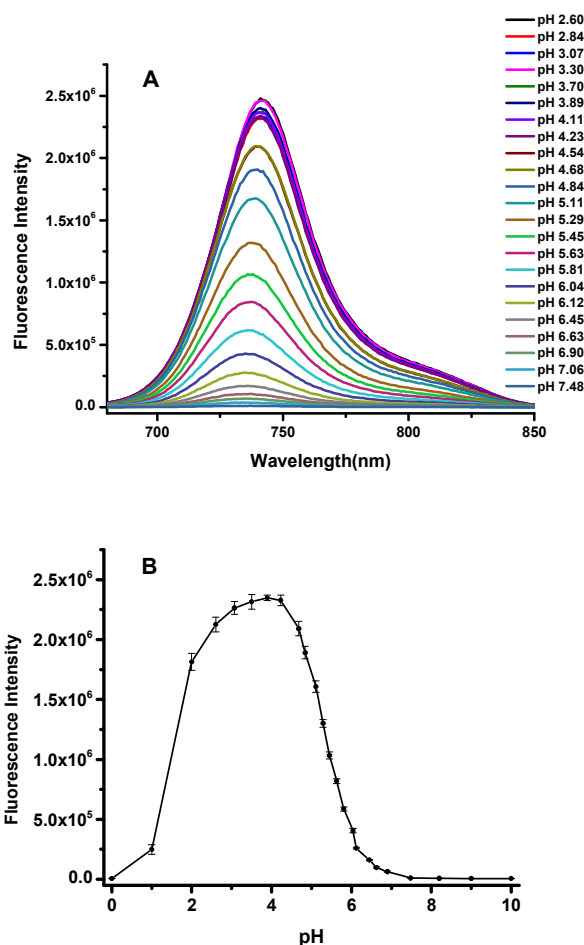 A
pH 2.60
pH 2.84
pH 3.07
pH 3.30
pH 3.70
pH 3.89
pH 4.11
pH 4.23
pH 4.54
pH 4.68
pH 4.84
pH 5.11
pH 5.29
pH 5.45
pH 5.63
pH 5.81
pH 6.04
pH 6.12
pH 6.45
pH 6.63
pH 6.90
pH 7.06
pH 7.48
Fluorescence Intensity
2.5x10⁶
2.0x10⁶
1.5x10⁶
1.0x10⁶
5.0x10⁵
0.0
700 750 800 850
Wavelength(nm)
B
Fluorescence Intensity
2.5x10⁶
2.0x10⁶
1.5x10⁶
1.0x10⁶
5.0x10⁵
0.0
0 2 4 6 8 10
pH